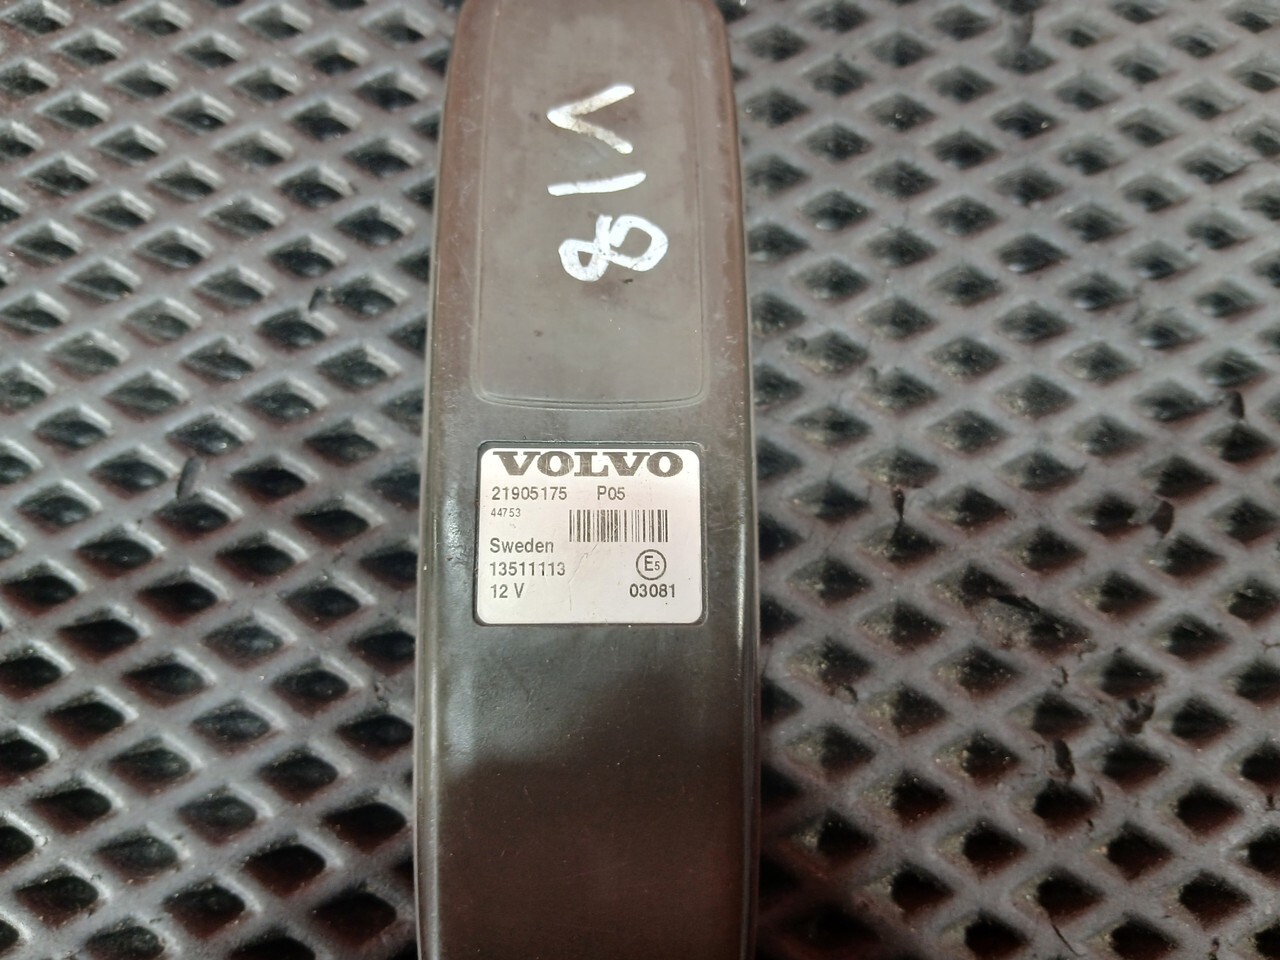 V18
VOLVO
21905175 P05
44753
Sweden
13511113 E5
12 V 03081